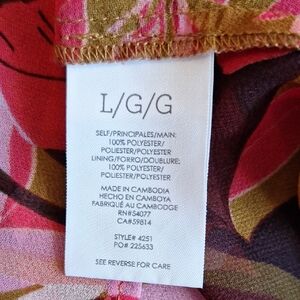 L/G/G
SELF/PRINCIPALES/MAIN:
100% POLYESTER/
POLIESTER/POLYESTER
LINING/FORRO/DOUBLURE:
100% POLYESTER/
POLIESTER/POLYESTER
MADE IN CAMBODIA
HECHO EN CAMBOYA
FABRIQUÉ AU CAMBODGE
RN#54077
CA#59814
STYLE# 4251
PO# 225633
SEE REVERSE FOR CARE